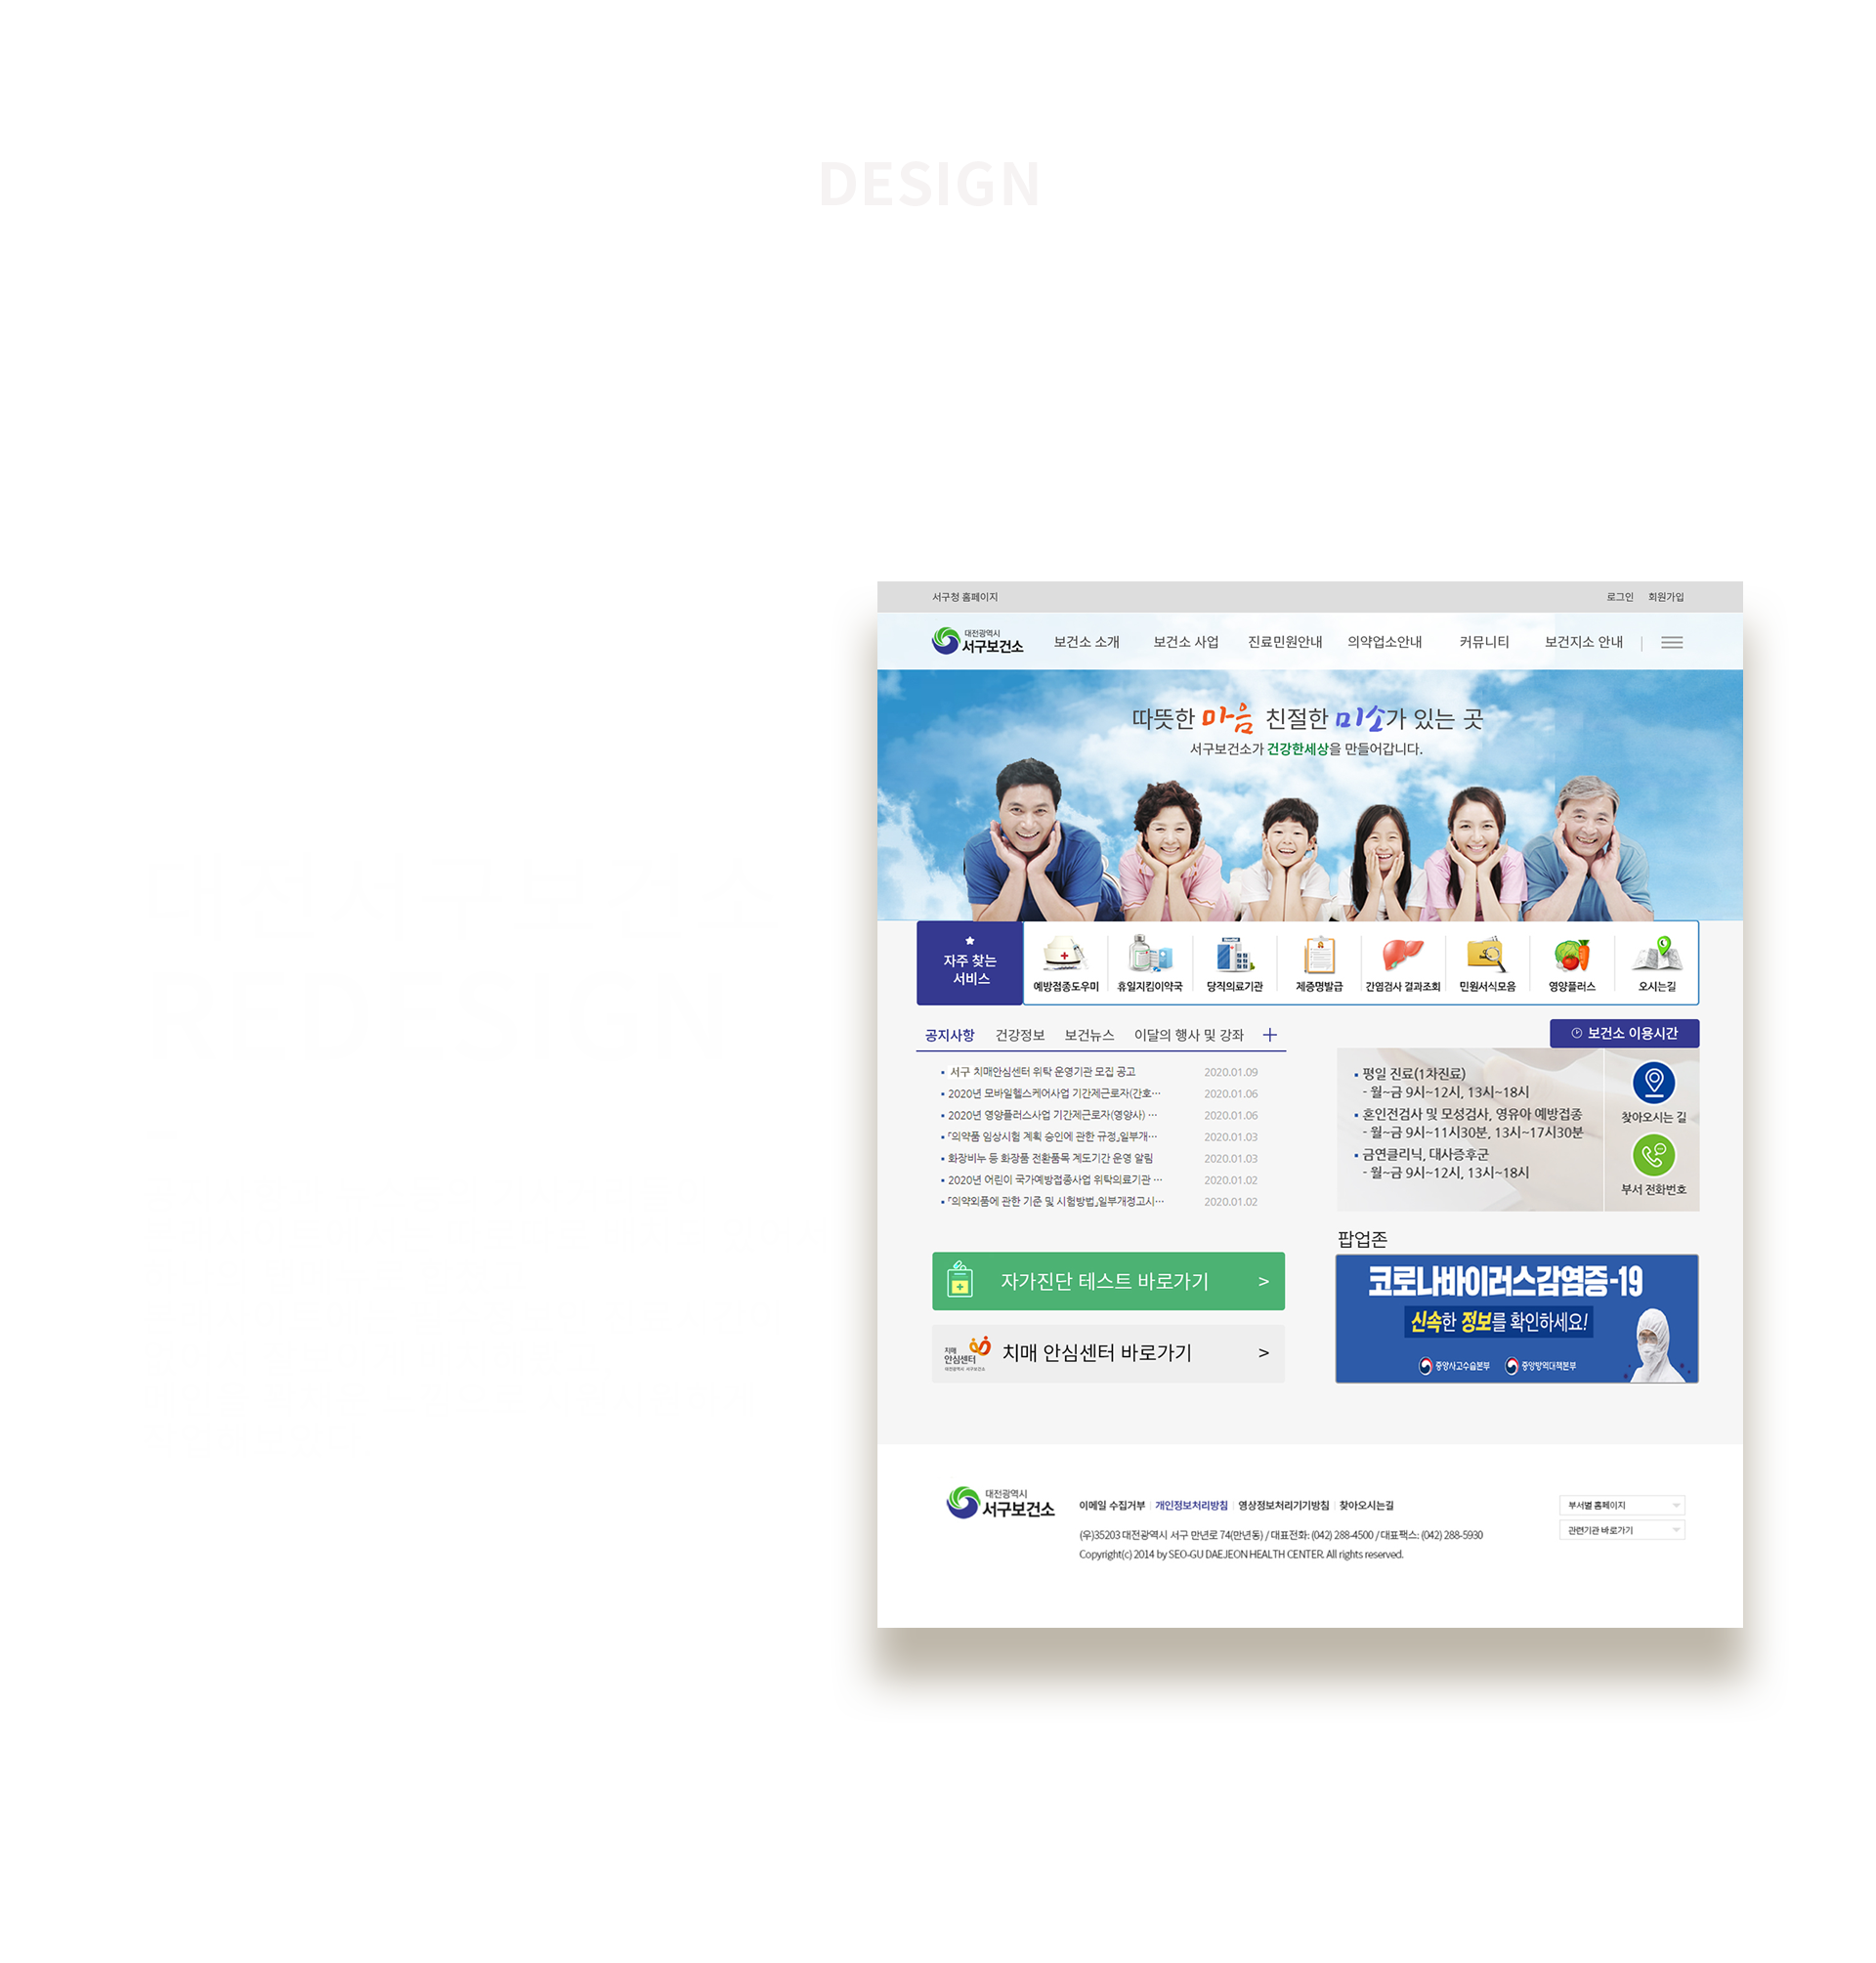 DESIGN
서구청 홈페이지
로그인 회원가입
대전광역시
서구보건소
보건소 소개 보건소 사업 진료민원안내 의약업소안내 커뮤니티 보건지소 안내
따뜻한 마음 친절한 미소가 있는 곳
서구보건소가 건강한세상을 만들어갑니다.
자주 찾는
서비스
예방접종도우미 휴일지킴이약국 당직의료기관 제증명발급 간염검사 결과조회 민원서식모음 영양플러스 오시는길
공지사항 건강정보 보건뉴스 이달의 행사 및 강좌
서구 치매안심센터 위탁 운영기관 모집 공고 2020.01.09
2020년 모바일헬스케어사업 기간제근로자(간호… 2020.01.06
2020년 영양플러스사업 기간제근로자(영양사) … 2020.01.06
「의약품 임상시험 계획 승인에 관한 규정」일부개… 2020.01.03
화장비누 등 화장품 전환품목 계도기간 운영 알림 2020.01.03
2020년 어린이 국가예방접종사업 위탁의료기관 … 2020.01.02
「의약외품에 관한 기준 및 시험방법」일부개정고시… 2020.01.02
보건소 이용시간
평일 진료(1차진료)
- 월~금 9시~12시, 13시~18시
혼인전검사 및 모성검사, 영유아 예방접종
- 월~금 9시~11시30분, 13시~17시30분
금연클리닉, 대사증후군
- 월~금 9시~12시, 13시~18시
찾아오시는 길
부서 전화번호
자가진단 테스트 바로가기 >
치매
안심센터
대전광역시 서구보건소
치매 안심센터 바로가기 >
팝업존
코로나바이러스감염증-19
신속한 정보를 확인하세요!
중앙사고수습본부 중앙방역대책본부
대전광역시
서구보건소
이메일 수집거부 개인정보처리방침 영상정보처리기기방침 찾아오시는길
(우)35203 대전광역시 서구 만년로 74(만년동) / 대표전화: (042) 288-4500 / 대표팩스: (042) 288-5930
Copyright(c) 2014 by SEO-GU DAEJEON HEALTH CENTER. All rights reserved.
부서별 홈페이지
관련기관 바로가기